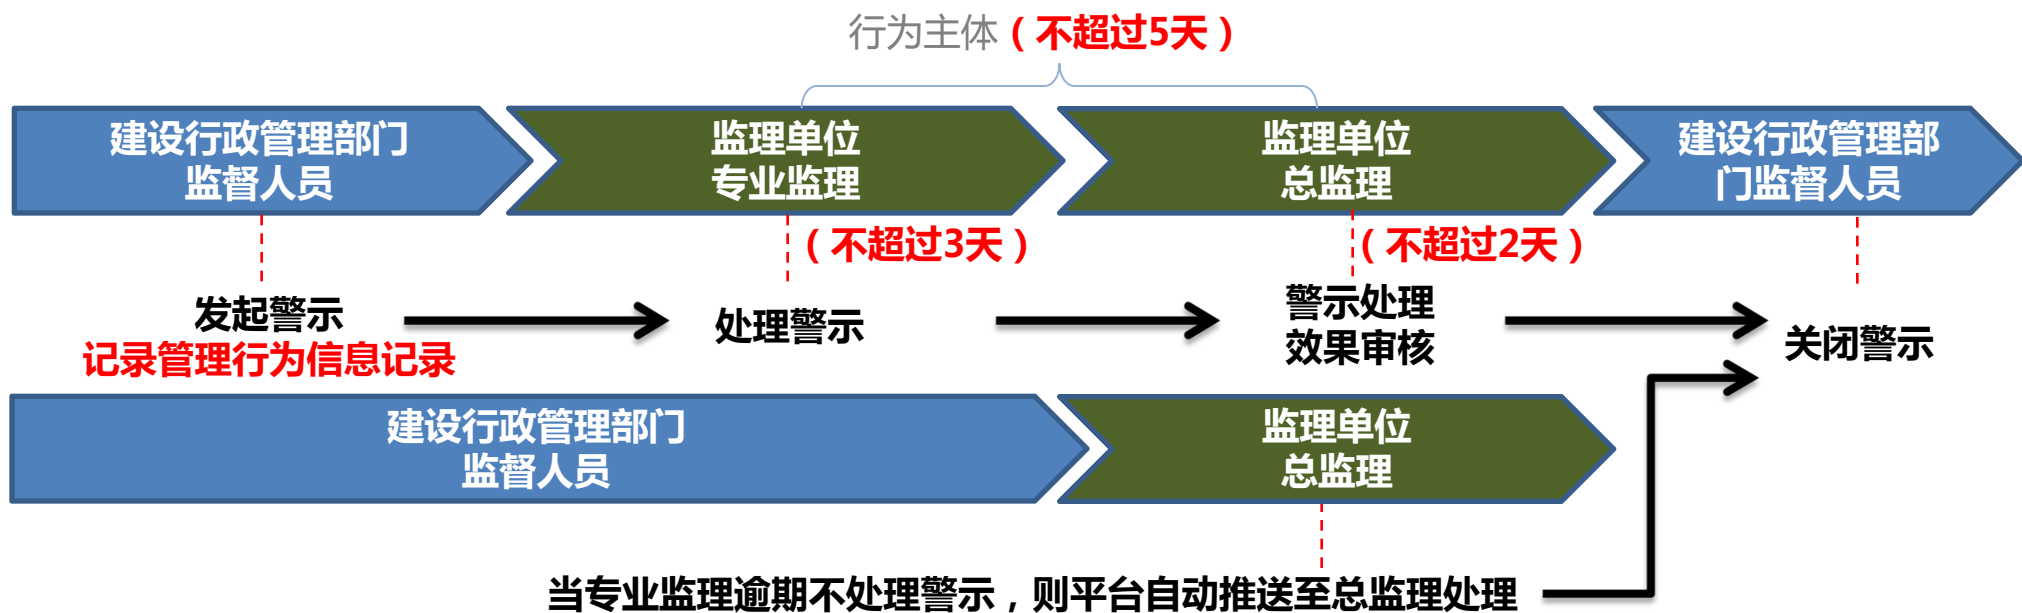 行为主体（不超过5天）
建设行政管理部门
监督人员
监理单位
专业监理
监理单位
总监理
建设行政管理部
门监督人员
（不超过3天）
（不超过2天）
发起警示
记录管理行为信息记录
处理警示
警示处理
效果审核
关闭警示
建设行政管理部门
监督人员
监理单位
总监理
当专业监理逾期不处理警示，则平台自动推送至总监理处理